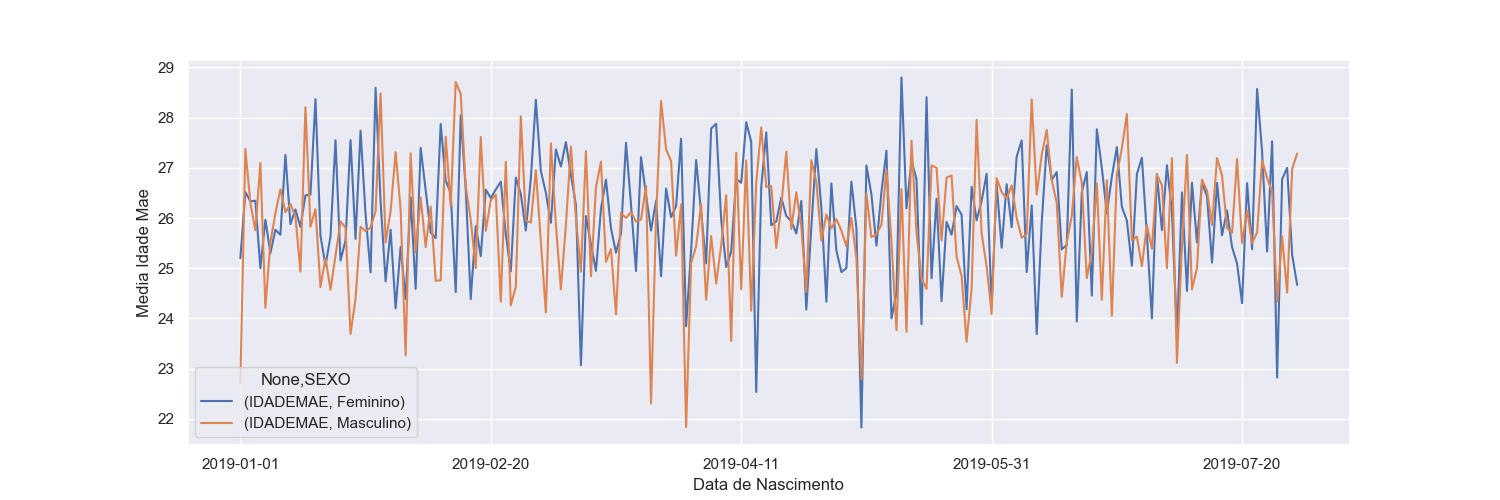 29
28
27
26
25
24
23
22
Media Idade Mae
None,SEXO
(IDADEMAE, Feminino)
(IDADEMAE, Masculino)
2019-01-01 2019-02-20 2019-04-11 2019-05-31 2019-07-20
Data de Nascimento